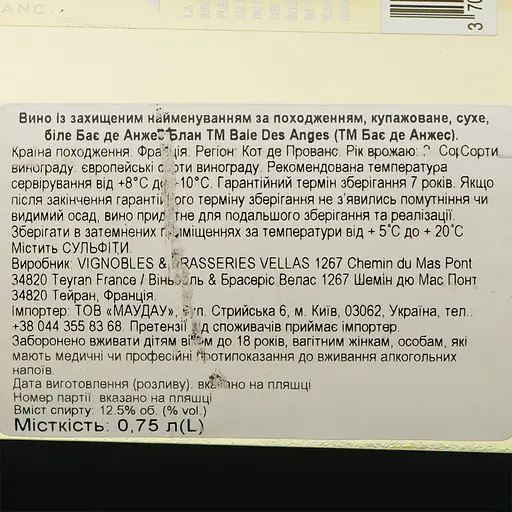 ANC.
Вино із захищеним найменуванням за походженням, купажоване, сухе,
біле Бає де Анжес Блан ТМ Baie Des Anges (ТМ Бає де Анжес).
Країна походження. Франція. Регіон: Кот де Прованс. Рік врожаю:
винограду. європейські сорти винограду. Рекомендована температура
сервірування від +8°С до +10°С. Гарантійний термін зберігання 7 років. Якщо
після закінчення гарантійного терміну зберігання не з’явились помутніння чи
видимий осад, вино придатне для подальшого зберігання та реалізації.
Зберігати в затемнених приміщеннях за температури від + 5˚С до + 20˚С
Містить СУЛЬФІТИ.
Виробник: VIGNOBLES & BRASSERIES VELLAS 1267 Chemin du Mas Pont
34820 Teyran France / Віньобль & Брасеріс Велас 1267 Шемін дю Мас Понт
34820 Тейран, Франція.
Імпортер: ТОВ «МАУДАУ», вул. Стрийська 6, м. Київ, 03062, Україна, тел.:
+38 044 355 83 68. Претензії від споживачів приймає імпортер.
Заборонено вживати дітям віком до 18 років, вагітним жінкам, особам, які
мають медичні чи професійні протипоказання до вживання алкогольних
напоїв.
Дата виготовлення (розливу): вказано на пляшці
Номер партії: вказано на пляшці
Вміст спирту: 12.5% об. (% vol.)
Місткість: 0,75 л(L)